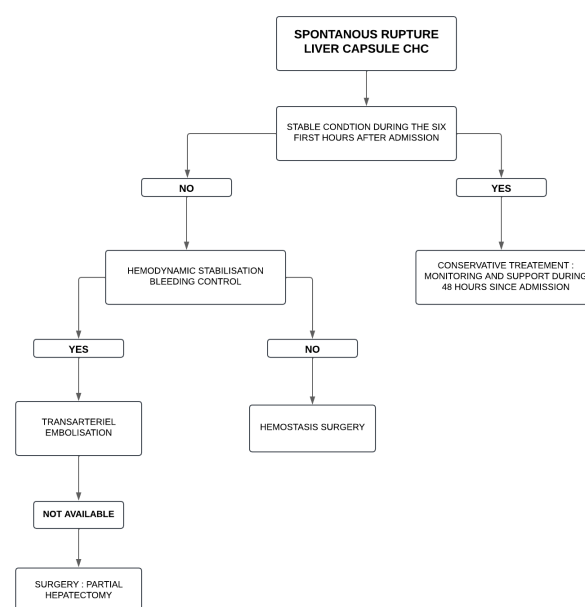 SPONTANOUS RUPTURE
LIVER CAPSULE CHC
STABLE CONDTION DURING THE SIX
FIRST HOURS AFTER ADMISSION
NO
YES
HEMODYNAMIC STABILISATION
BLEEDING CONTROL
CONSERVATIVE TREATEMENT :
MONITORING AND SUPPORT DURING
48 HOURS SINCE ADMISSION
YES
NO
TRANSARTERIEL
EMBOLISATION
HEMOSTASIS SURGERY
NOT AVAILABLE
SURGERY : PARTIAL
HEPATECTOMY